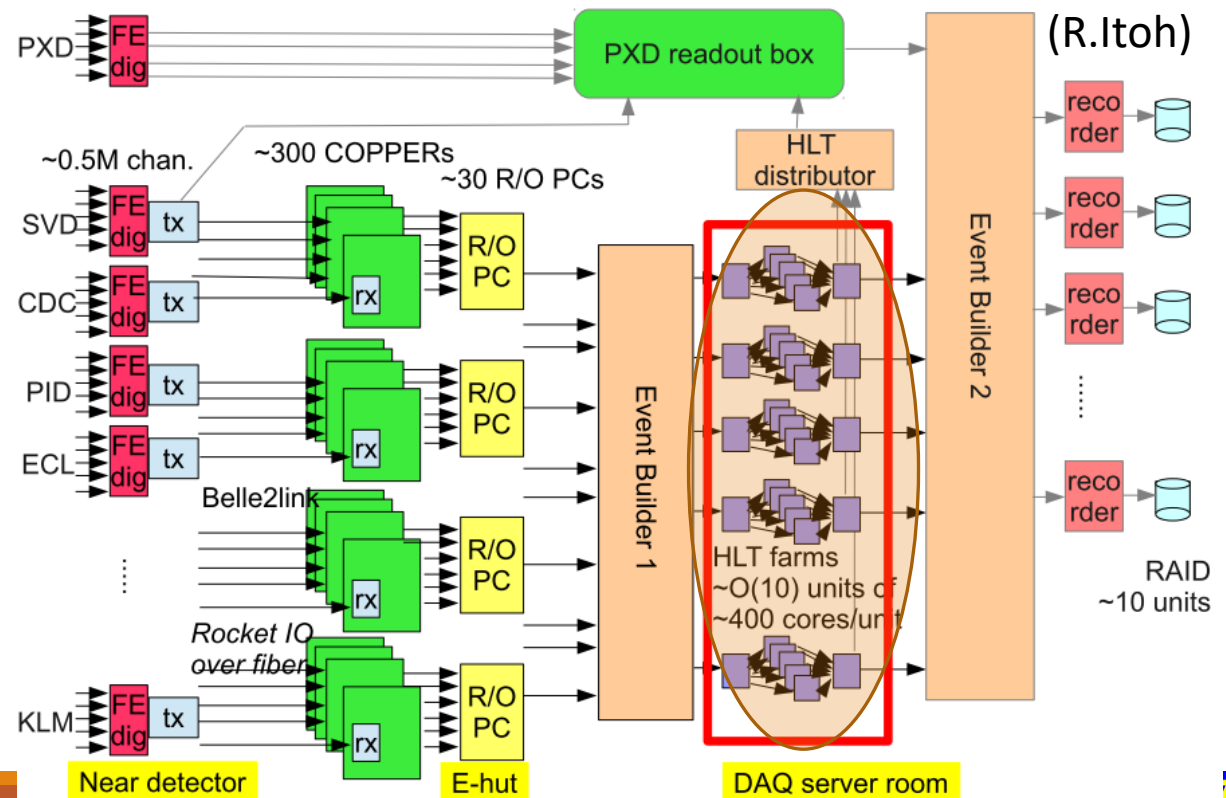 (R.Itoh)
PXD
FE
dig
PXD readout box
reco
rder
~0.5M chan.
~300 COPPERs
~30 R/O PCs
HLT
distributor
SVD
FE
dig
tx
rx
R/O
PC
reco
rder
CDC
FE
dig
tx
reco
rder
PID
FE
dig
tx
rx
R/O
PC
ECL
FE
dig
tx
Event Builder 1
Event Builder 2
reco
rder
Belle2link
rx
R/O
PC
HLT farms
~O(10) units of
~400 cores/unit
RAID
~10 units
Rocket IO
over fiber
KLM
FE
dig
tx
rx
R/O
PC
Near detector
E-hut
DAQ server room